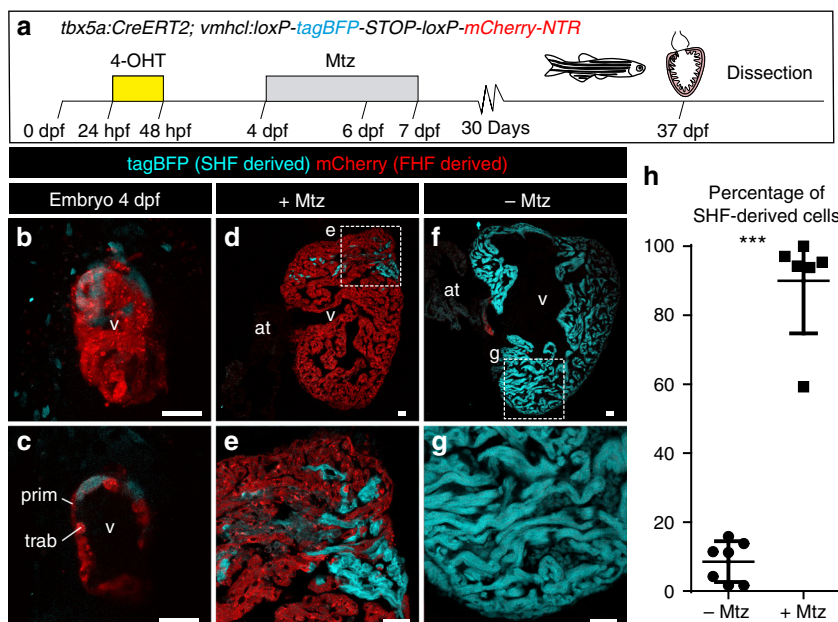 a
tbx5a:CreERT2; vmhcl:loxP-tagBFP-STOP-loxP-mCherry-NTR
4-OHT
Mtz
Dissection
0 dpf
24 hpf
48 hpf
4 dpf
6 dpf
7 dpf
30 Days
37 dpf
tagBFP (SHF derived) mCherry (FHF derived)
Embryo 4 dpf
+ Mtz
– Mtz
b
v
d
e
at
v
f
at
v
g
c
prim
trab
v
e
g
h
Percentage of
SHF-derived cells
***
100
80
60
40
20
10
0
– Mtz
+ Mtz